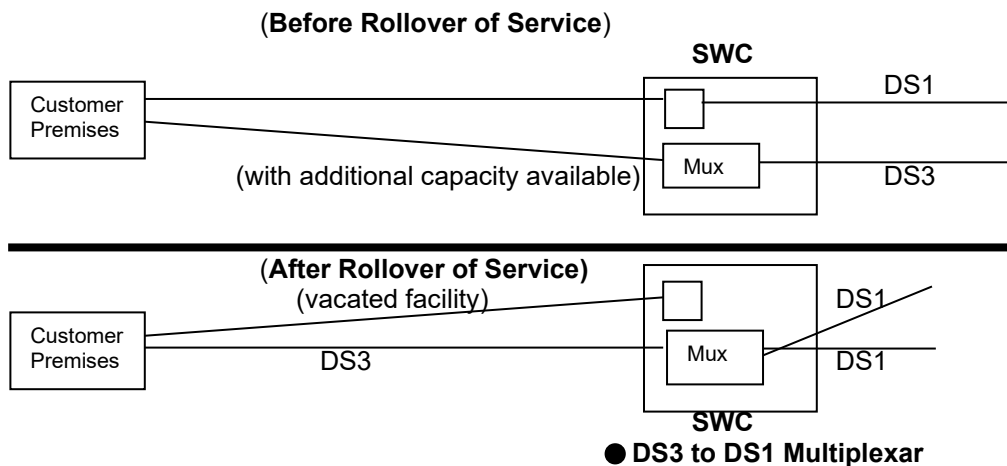 (Before Rollover of Service)
SWC
Customer
Premises
DS1
Mux
(with additional capacity available)
DS3
(After Rollover of Service)
(vacated facility)
DS1
Customer
Premises
DS3
Mux
DS1
SWC
● DS3 to DS1 Multiplexar